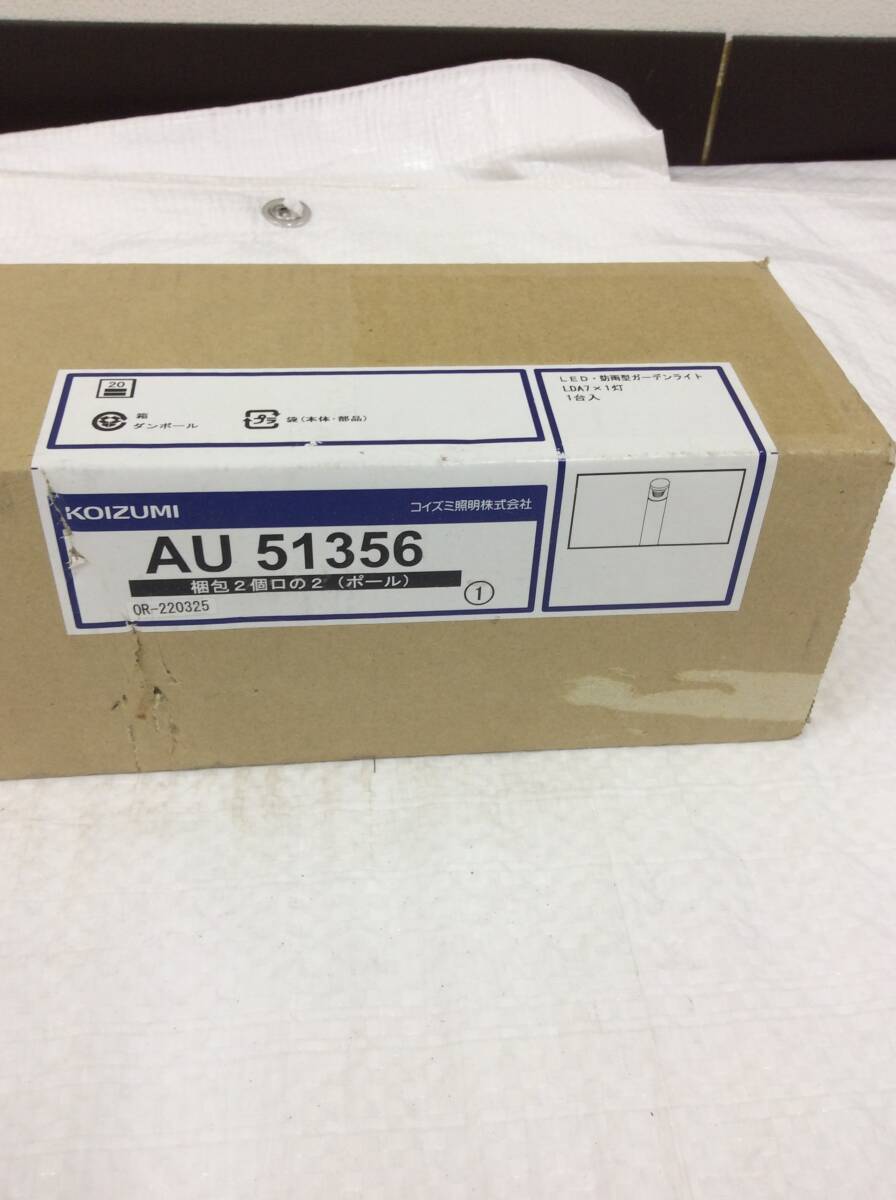 20
箱
ダンボール
プラ
袋(本体・部品)
LED・防雨型ガーデンライト
LDA7×1灯
1台入
KOIZUMI
コイズミ照明株式会社
AU 51356
梱包2個口の2 (ポール)
OR-220325
①